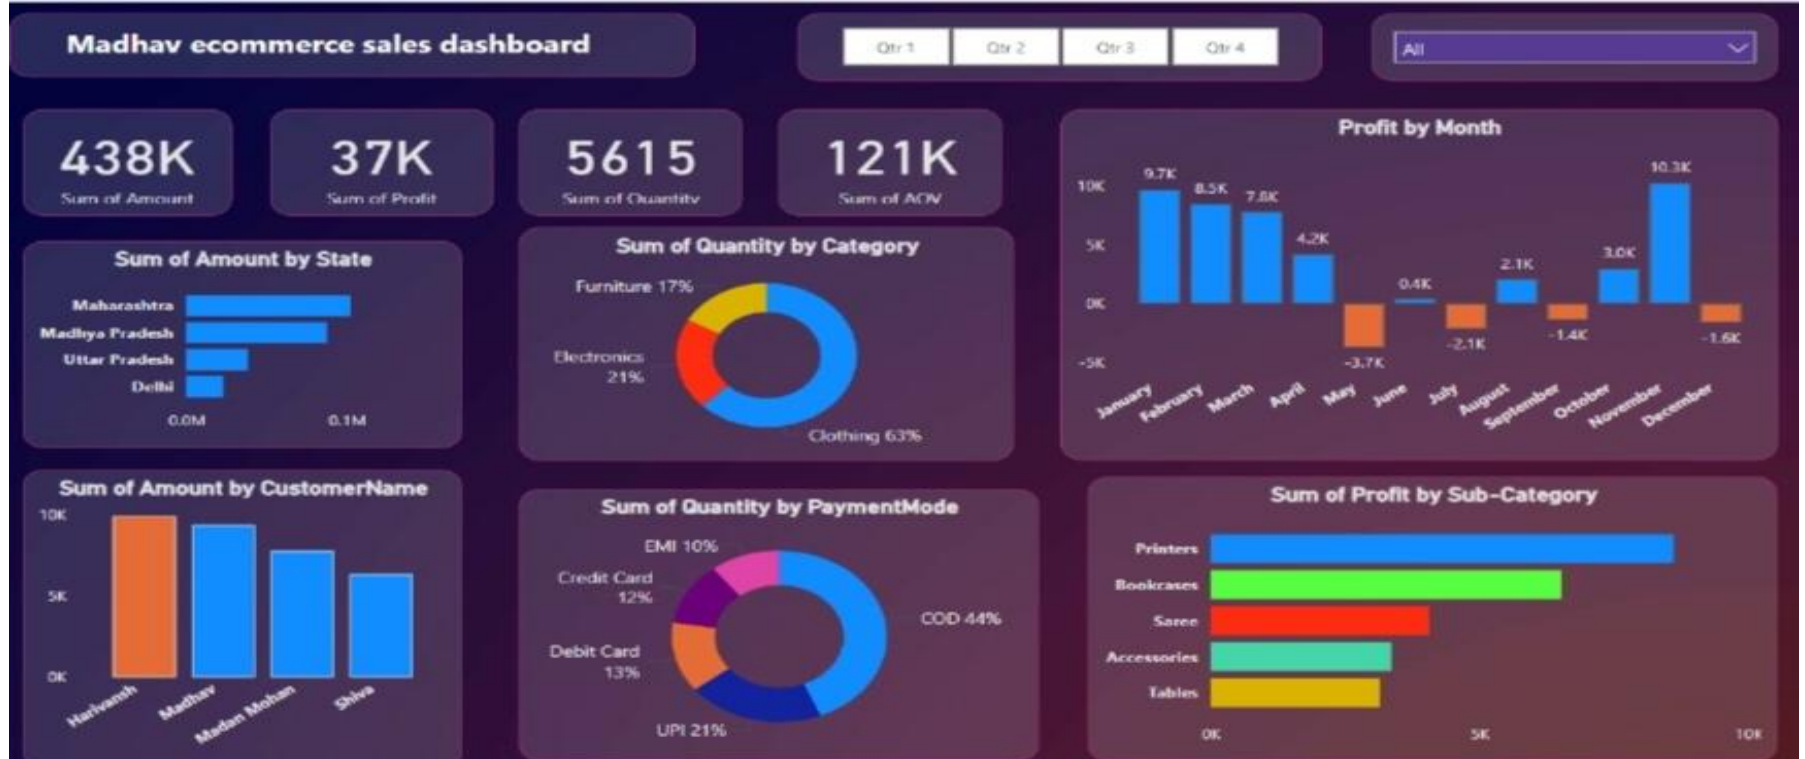 Madhav ecommerce sales dashboard
Qtr 1
Qtr 2
Qtr 3
Qtr 4
All
438K
Sum of Amount
37K
Sum of Profit
5615
Sum of Quantity
121K
Sum of AOV
Profit by Month
10K
5K
0K
-5K
9.7K
8.5K
7.8K
4.2K
-3.7K
0.4K
-2.1K
2.1K
-1.4K
3.0K
10.3K
-1.6K
January
February
March
April
May
June
July
August
September
October
November
December
Sum of Amount by State
Maharashtra
Madhya Pradesh
Uttar Pradesh
Delhi
0.0M
0.1M
Sum of Quantity by Category
Furniture 17%
Electronics
21%
Clothing 63%
Sum of Amount by CustomerName
10K
5K
0K
Harivansh
Madhav
Madan Mohan
Shiva
Sum of Quantity by PaymentMode
EMI 10%
Credit Card
12%
Debit Card
13%
UPI 21%
COD 44%
Sum of Profit by Sub-Category
Printers
Bookcases
Saree
Accessories
Tables
0K
5K
10K